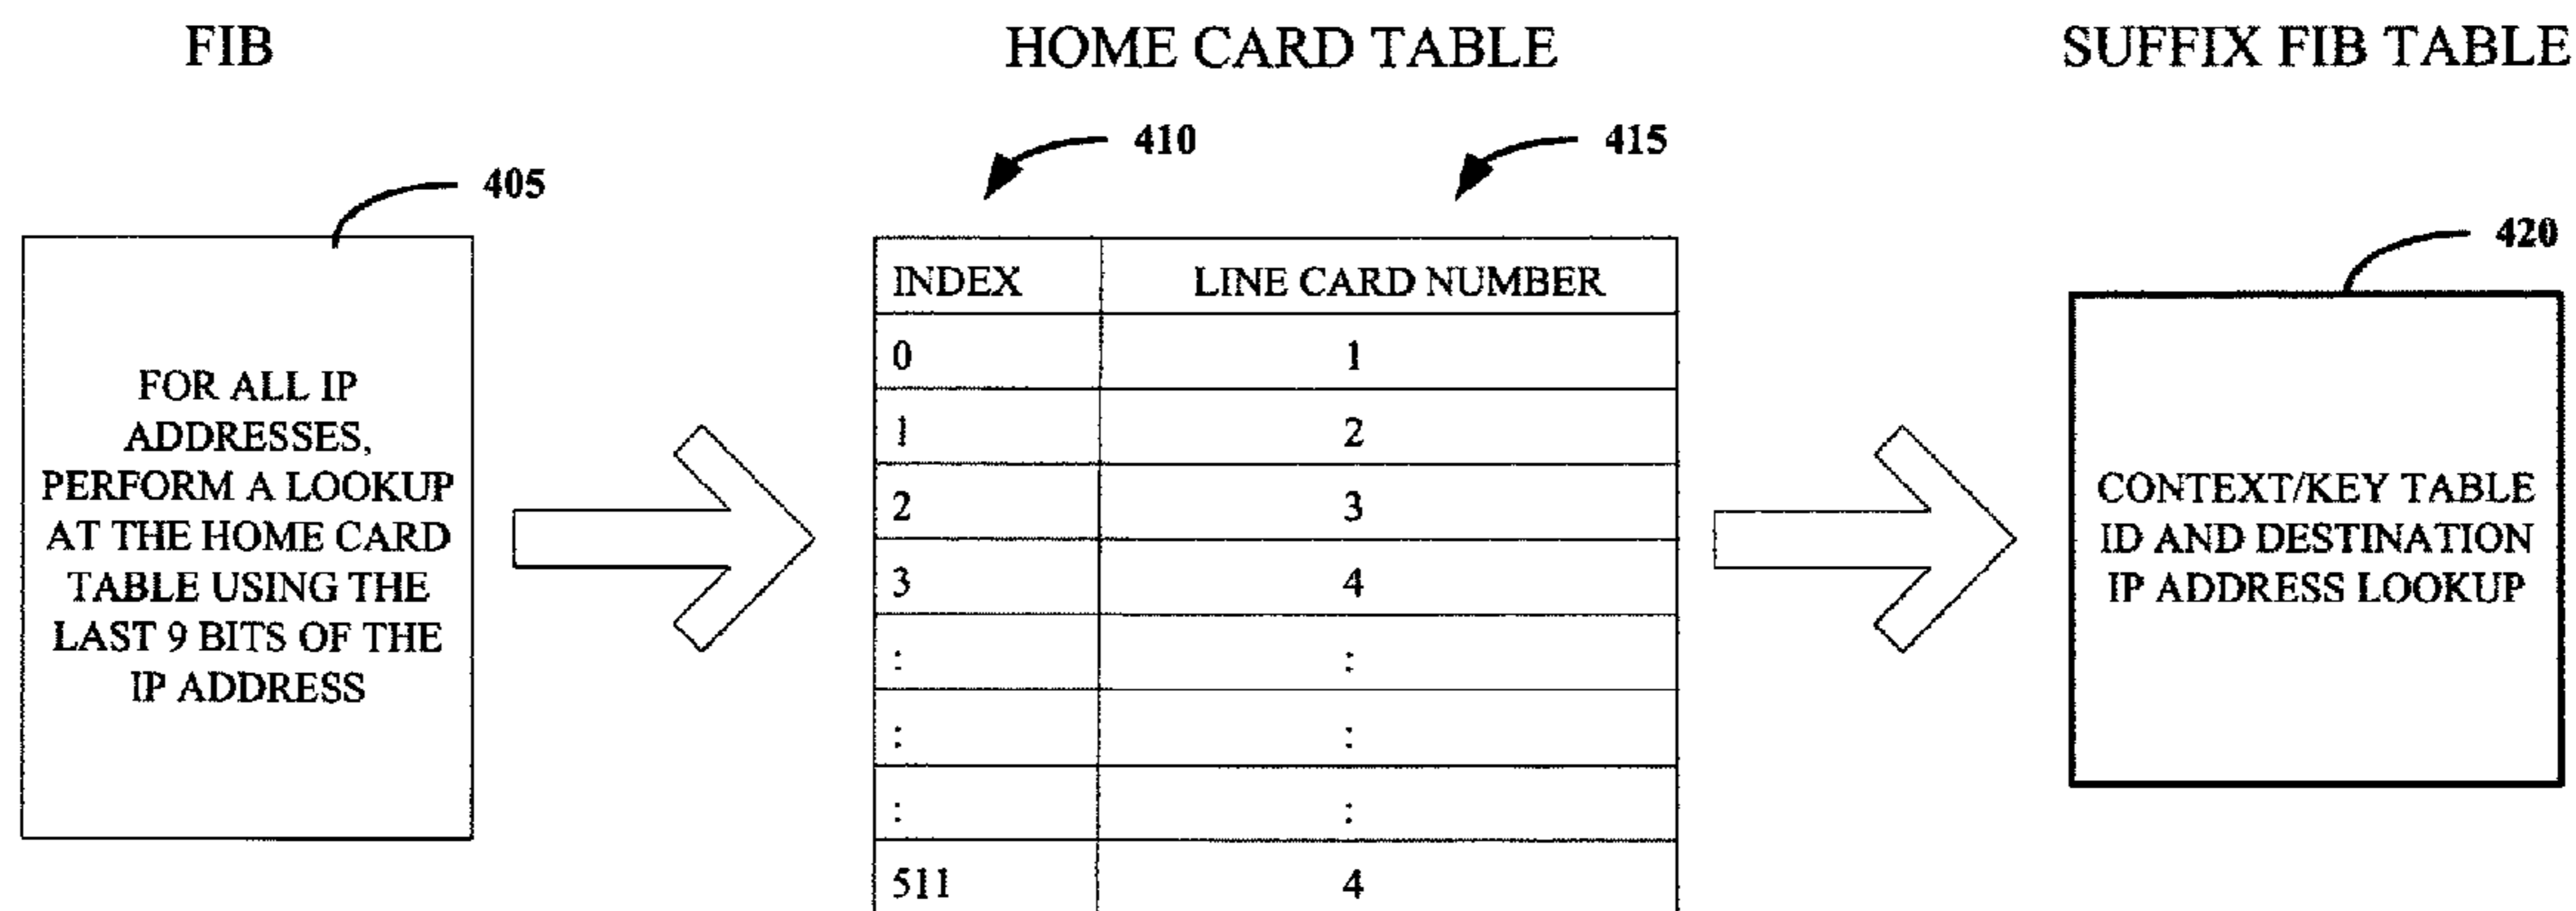 FIB
HOME CARD TABLE
SUFFIX FIB TABLE
405
410
415
420
FOR ALL IP
ADDRESSES,
PERFORM A LOOKUP
AT THE HOME CARD
TABLE USING THE
LAST 9 BITS OF THE
IP ADDRESS
INDEX LINE CARD NUMBER
0 1
1 2
2 3
3 4
: :
: :
: :
511 4
CONTEXT/KEY TABLE
ID AND DESTINATION
IP ADDRESS LOOKUP